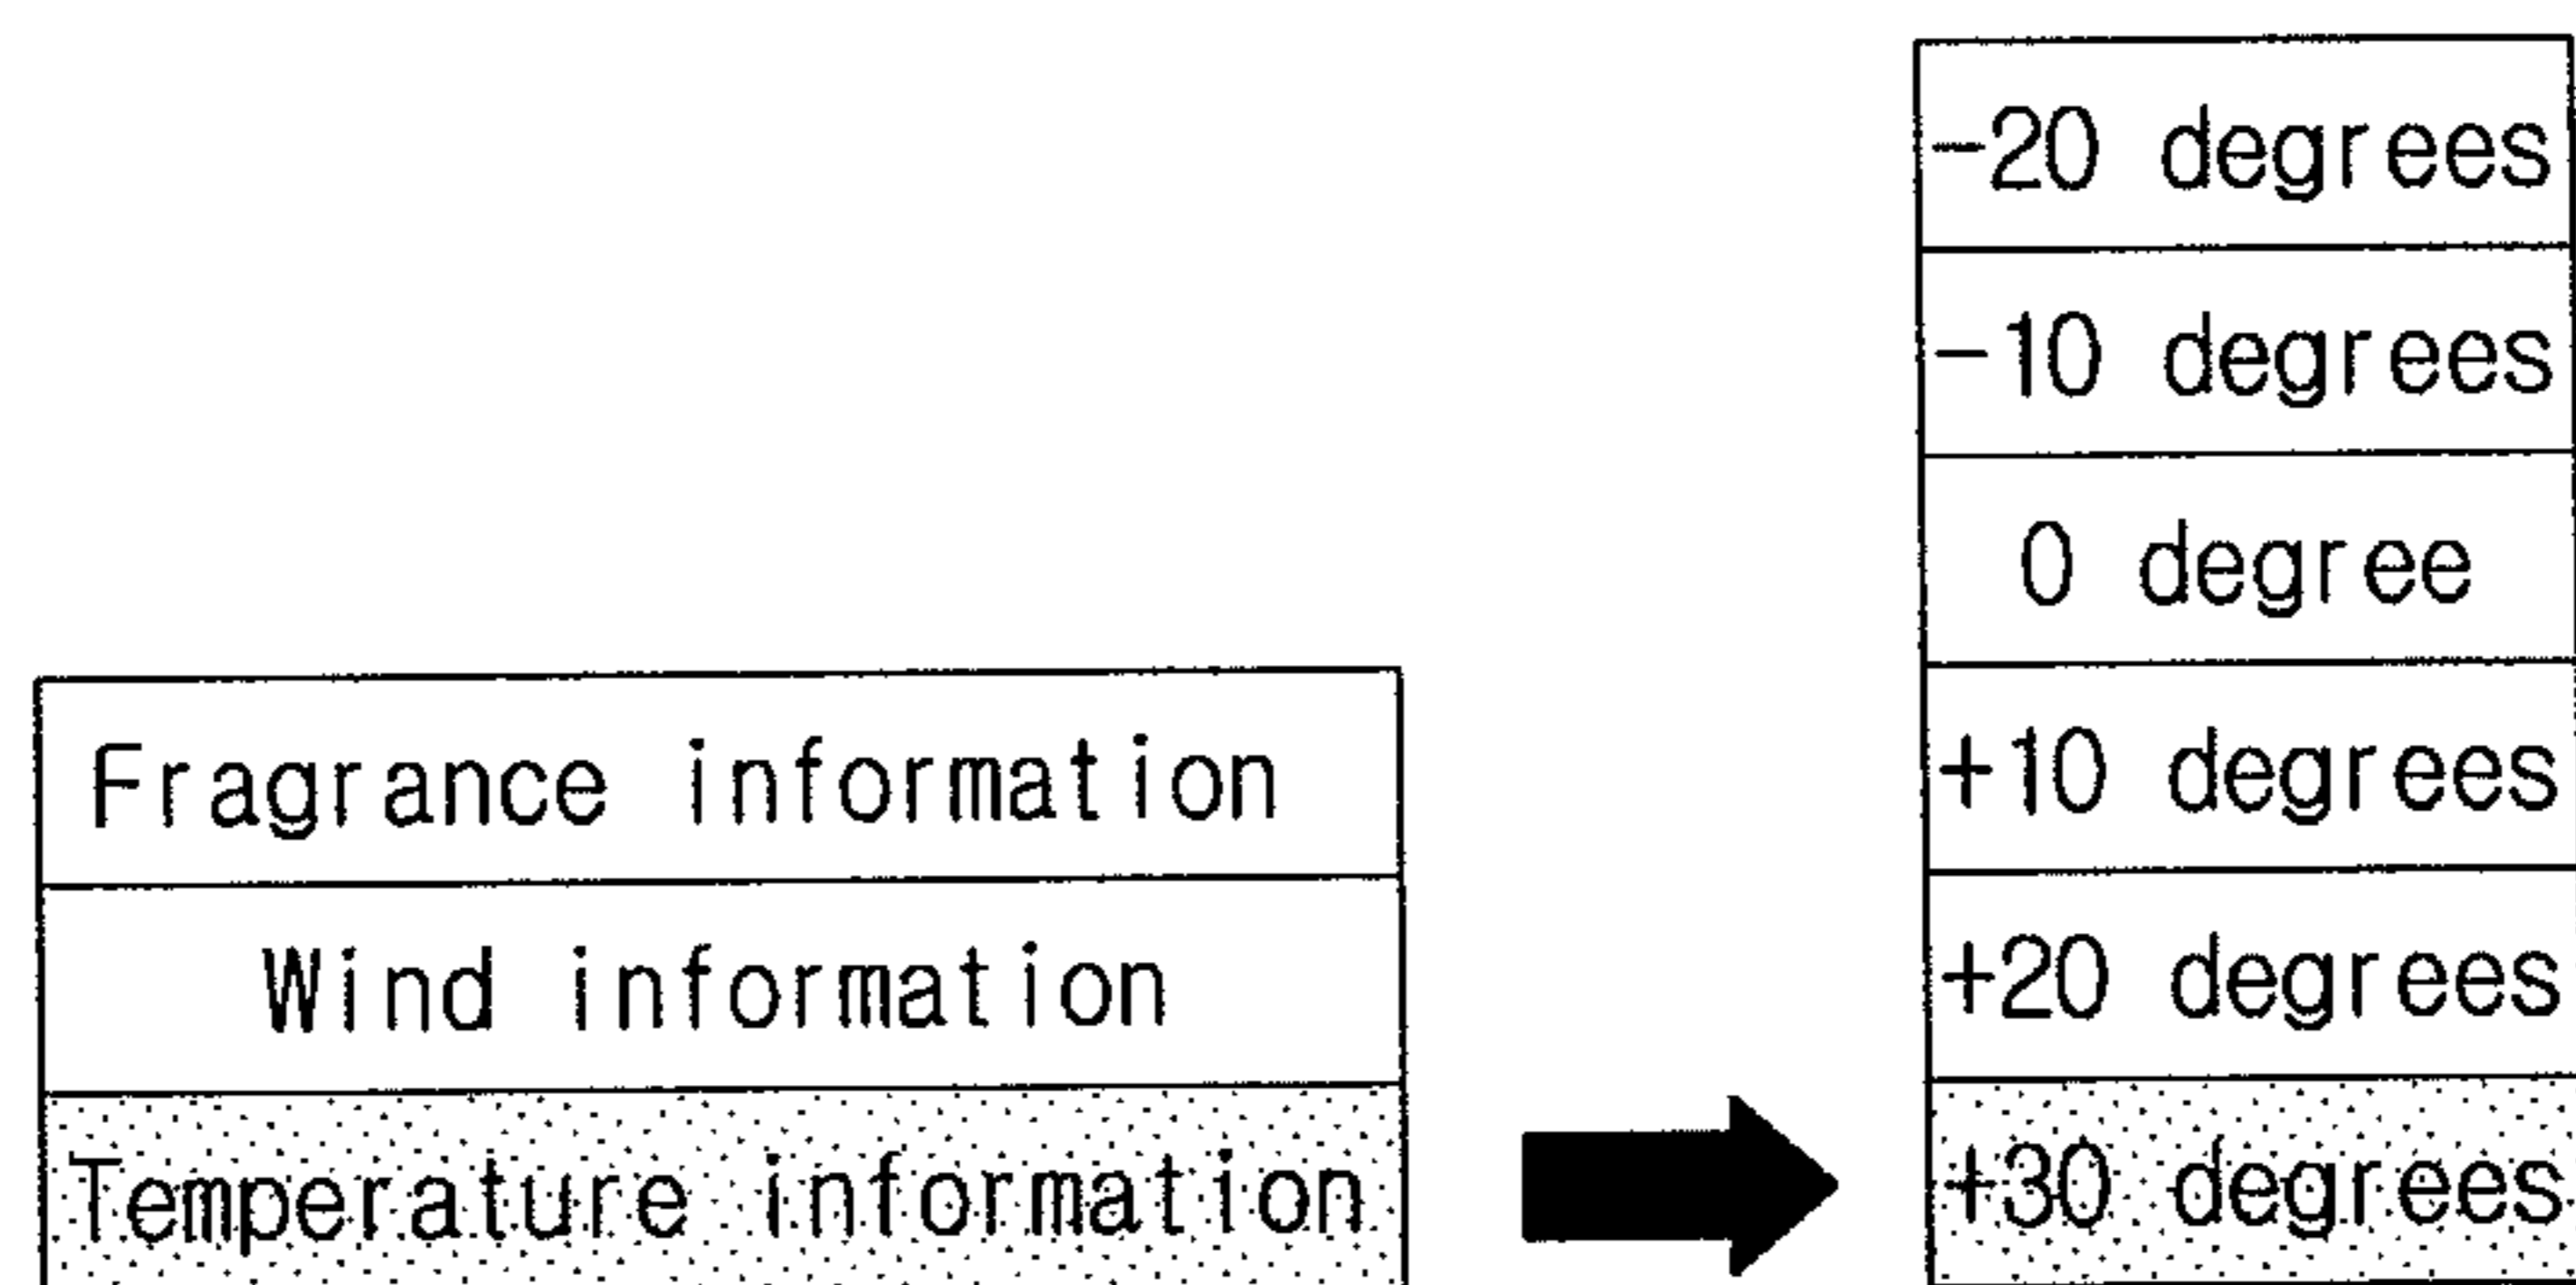 Fragrance information
Wind information
Temperature information
-20 degrees
-10 degrees
0 degree
+10 degrees
+20 degrees
+30 degrees